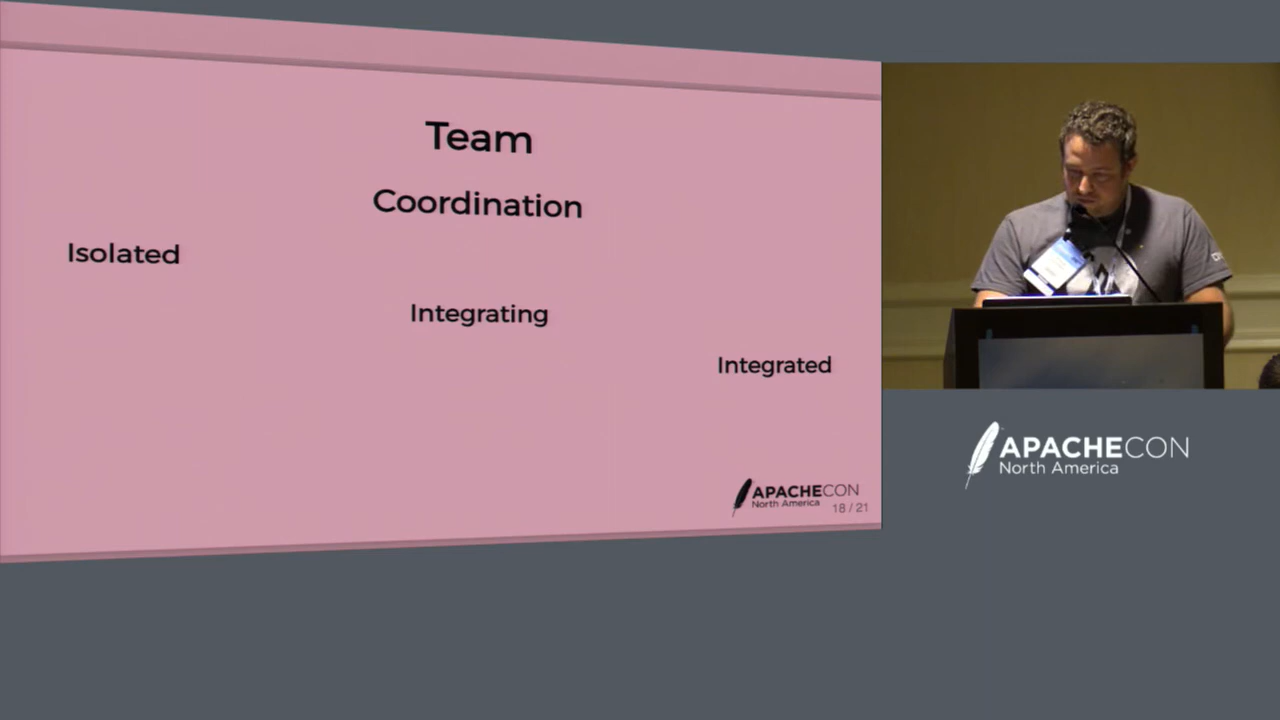 Team
Coordination
Isolated
Integrating
Integrated
APACHECON
North America
18 / 21
APACHECON
North America